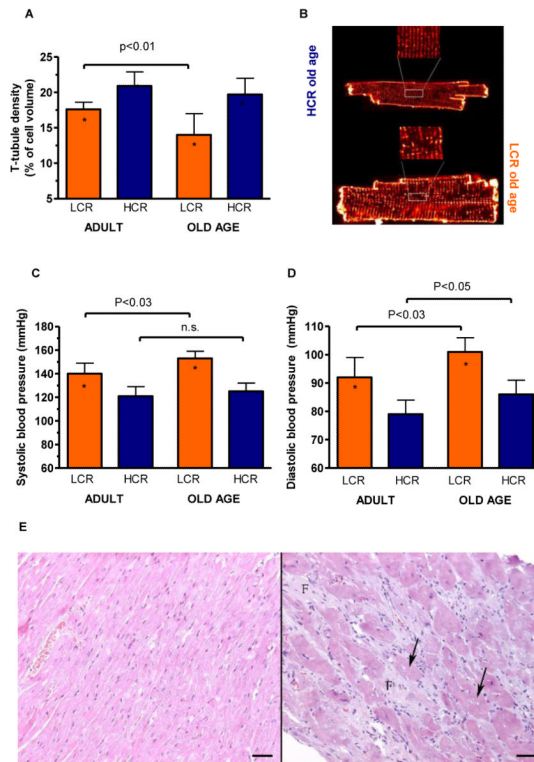 A
p<0.01
T-tubule density
(% of cell volume)
25
20
15
10
5
*
*
*
LCR
HCR
LCR
HCR
ADULT
OLD AGE
B
HCR old age
LCR old age
C
P<0.03
n.s.
Systolic blood pressure (mmHg)
180
160
140
120
100
80
60
*
*
LCR
HCR
LCR
HCR
ADULT
OLD AGE
D
P<0.05
P<0.03
Diastolic blood pressure (mmHg)
100
90
80
70
60
*
*
LCR
HCR
LCR
HCR
ADULT
OLD AGE
E
F
F